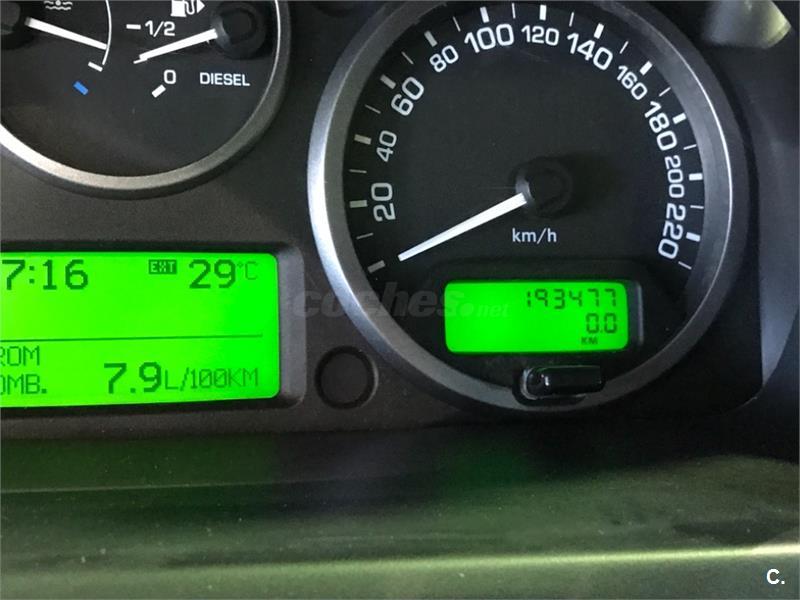 1/2
0
DIESEL
20
40
60
80
100
120
140
160
180
200
220
km/h
7:16 EXT 29°C
ROM
OMB. 7.9L/100KM
193477
0.0
KM
coches.net
C.